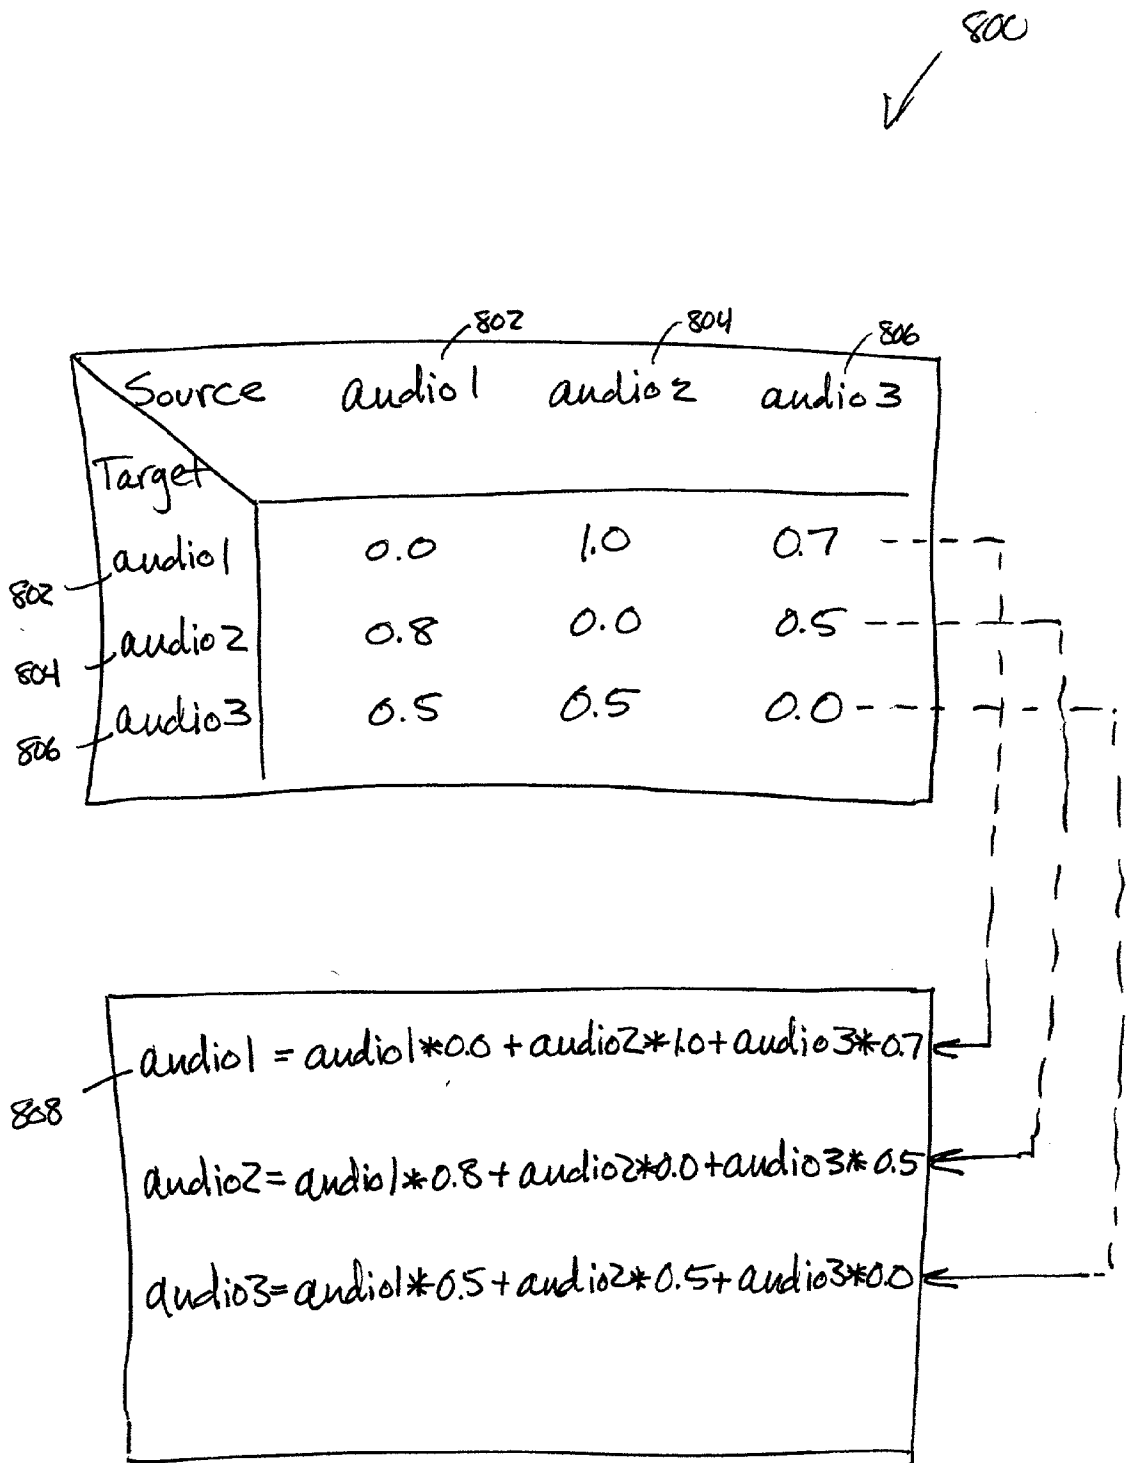 800
802 804 806
Source audio1 audio2 audio3
Target
audio1 0.0 1.0 0.7
802
audio2 0.8 0.0 0.5
804
audio3 0.5 0.5 0.0
806
audio1 = audio1*0.0 + audio2*1.0+audio3*0.7
808
audio2= audio1*0.8 + audio2*0.0+audio3*0.5
audio3=audio1*0.5+audio2*0.5+audio3*0.0